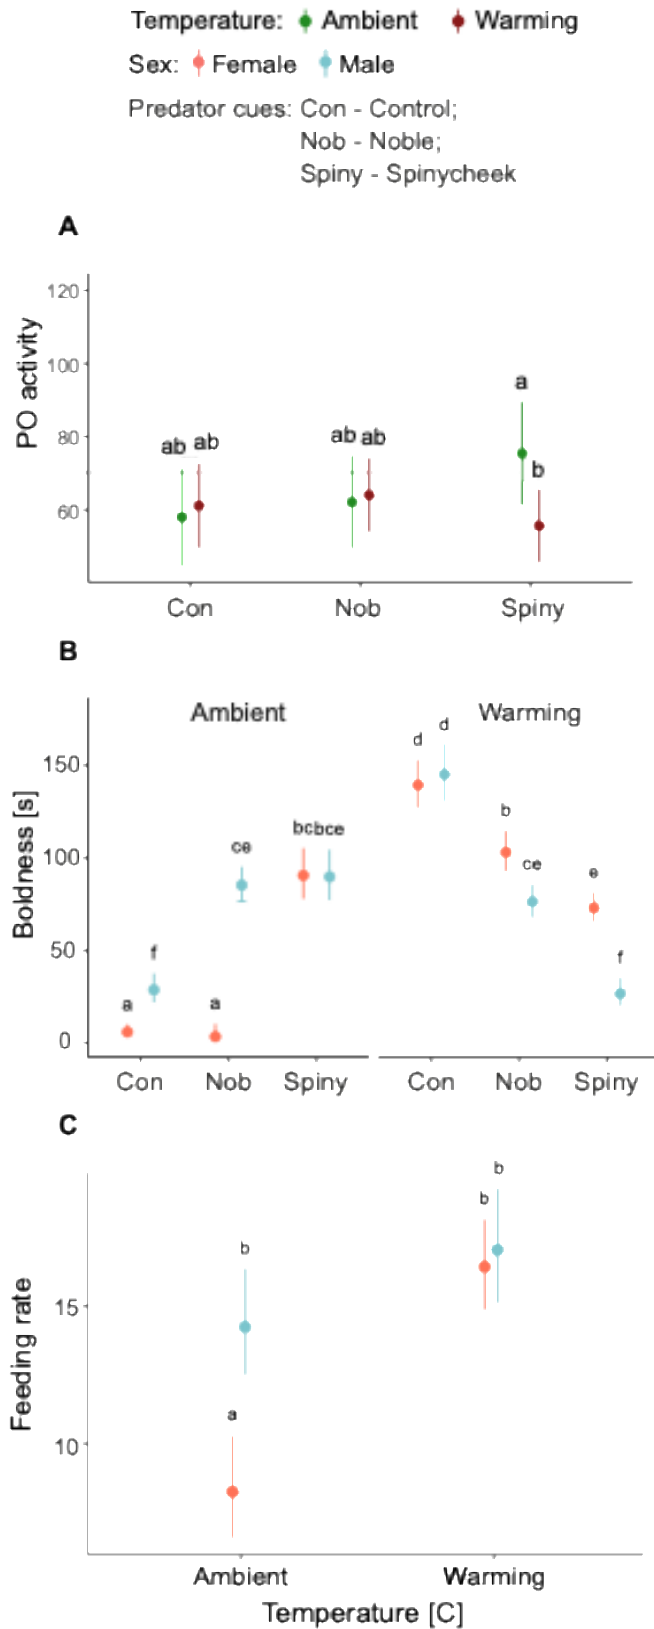 Temperature: Ambient Warming
Sex: Female Male
Predator cues: Con - Control;
Nob - Noble;
Spiny - Spinycheek
A
PO activity
120
100
80
60
ab ab
ab ab
a
b
Con Nob Spiny
B
Boldness [s]
Ambient Warming
150
100
50
0
a
f
a
ce
bcbce
d
d
b
ce
e
f
Con Nob Spiny Con Nob Spiny
C
Feeding rate
15
10
a
b
b
b
Ambient Warming
Temperature [C]